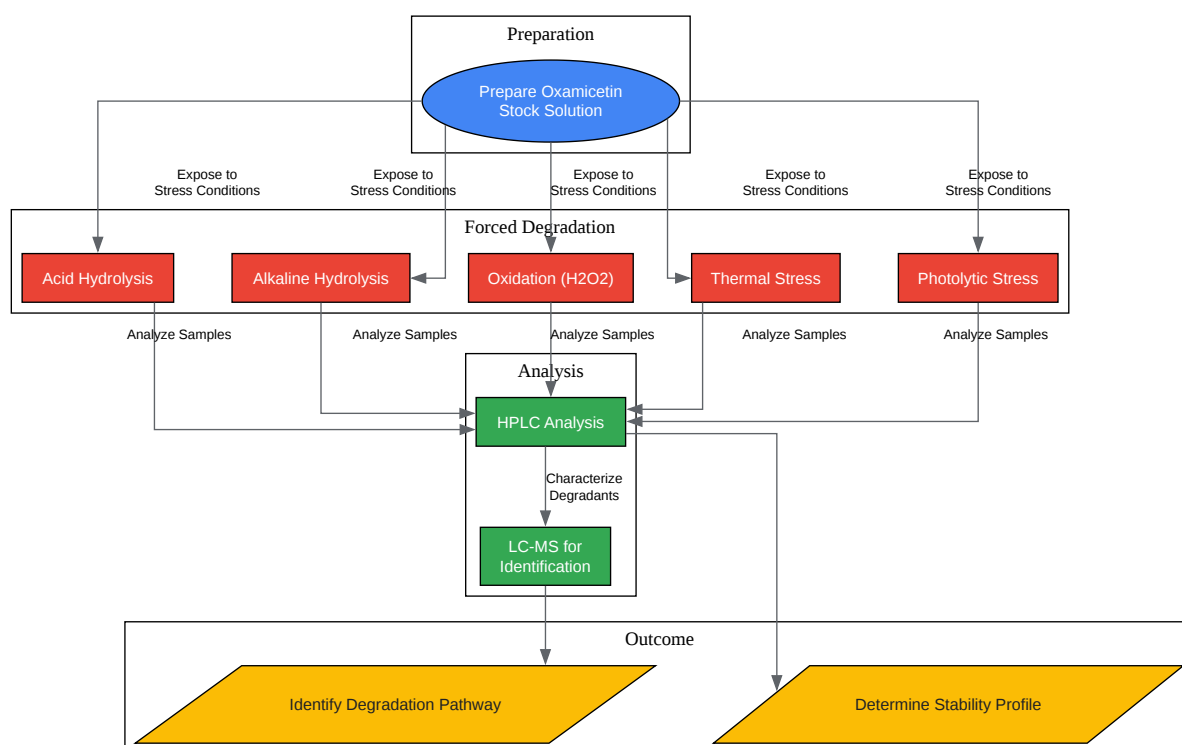 Preparation
Prepare Oxamicetin
Stock Solution
Expose to
Stress Conditions
Expose to
Stress Conditions
Expose to
Stress Conditions
Expose to
Stress Conditions
Expose to
Stress Conditions
Forced Degradation
Acid Hydrolysis
Alkaline Hydrolysis
Oxidation (H2O2)
Thermal Stress
Photolytic Stress
Analyze Samples
Analyze Samples
Analyze Samples
Analyze Samples
Analyze Samples
Analysis
HPLC Analysis
Characterize
Degradants
LC-MS for
Identification
Outcome
Identify Degradation Pathway
Determine Stability Profile